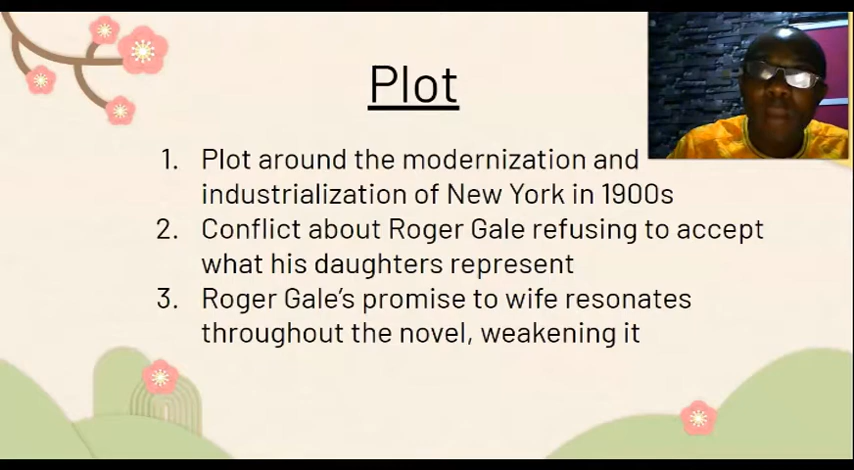 Plot
1. Plot around the modernization and
industrialization of New York in 1900s
2. Conflict about Roger Gale refusing to accept
what his daughters represent
3. Roger Gale's promise to wife resonates
throughout the novel, weakening it